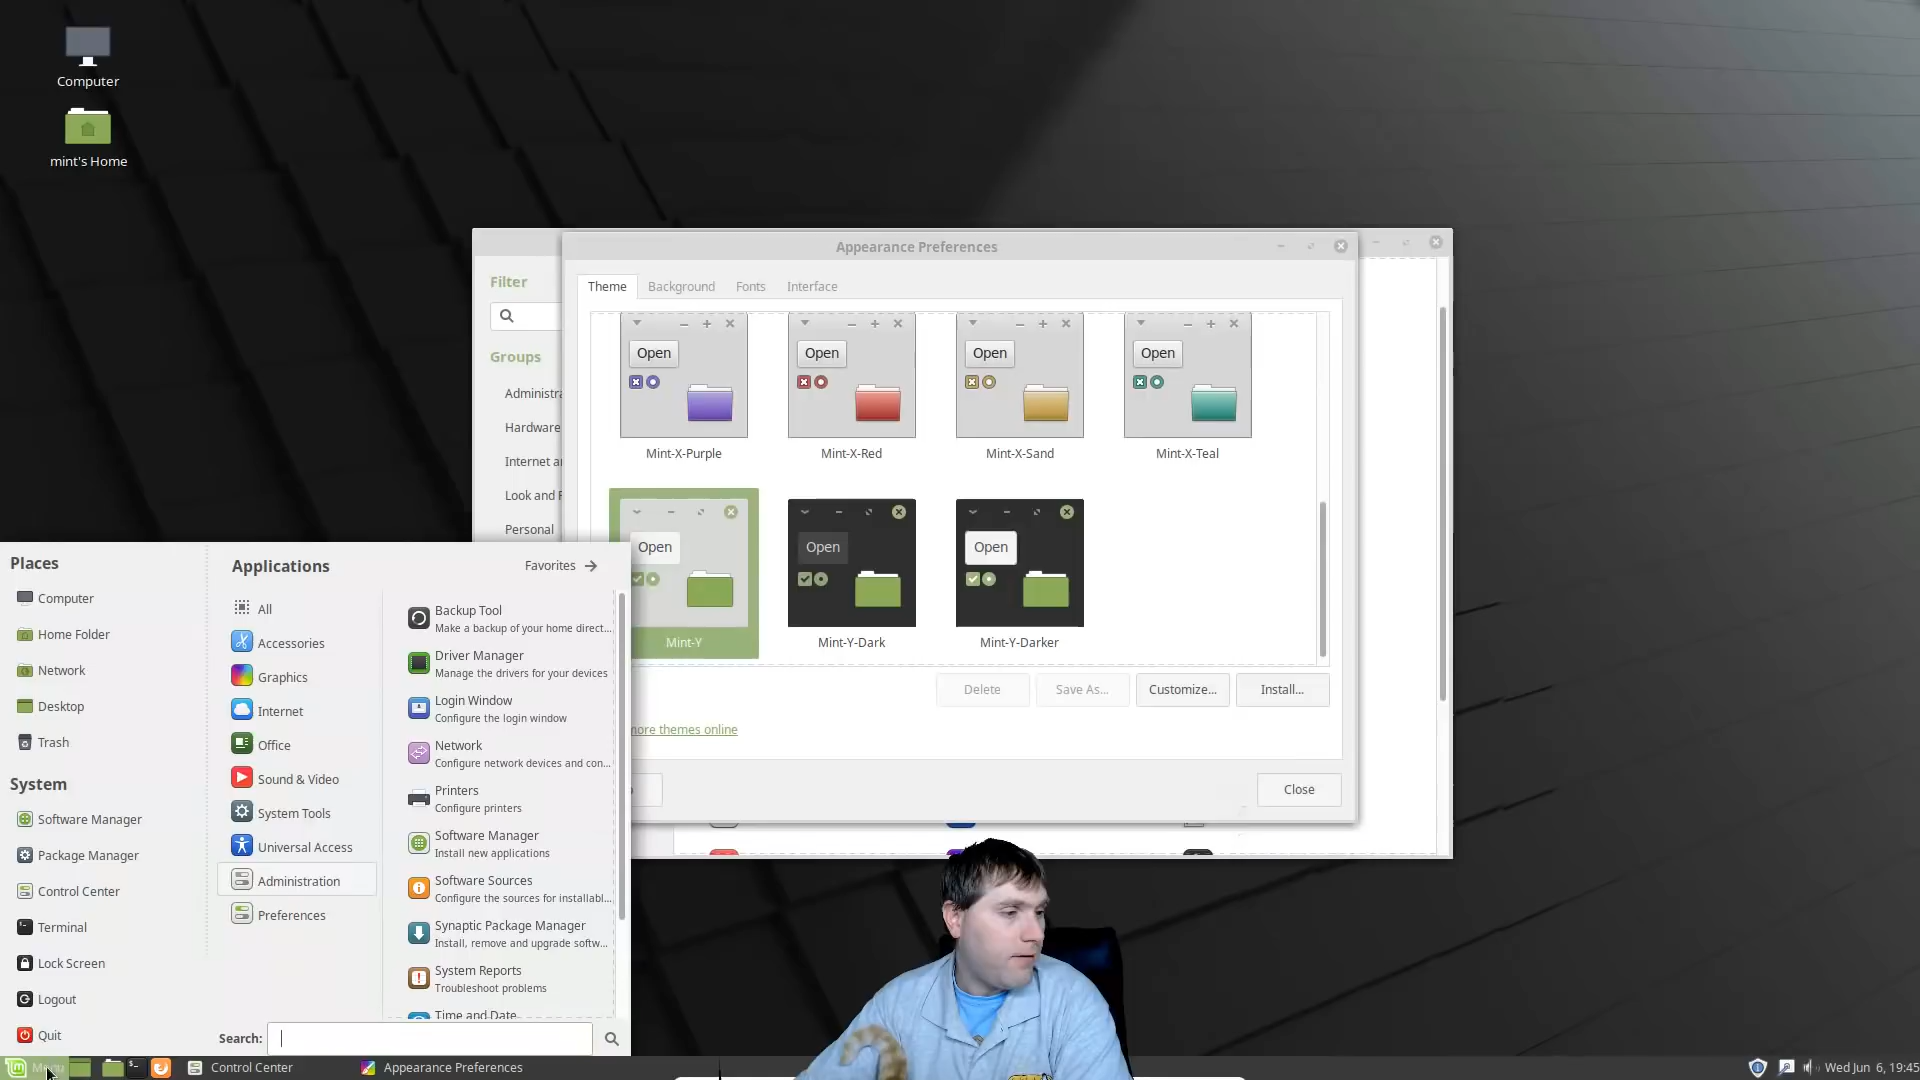 Computer
mint's Home
Appearance Preferences
Filter
Groups
Administra
Hardware
Internet a
Look and F
Personal
Theme
Background
Fonts
Interface
Open
Open
Open
Open
Mint-X-Purple
Mint-X-Red
Mint-X-Sand
Mint-X-Teal
Open
Open
Open
Mint-Y
Mint-Y-Dark
Mint-Y-Darker
Delete
Save As...
Customize...
Install...
more themes online
Close
Places
Computer
Home Folder
Network
Desktop
Trash
System
Software Manager
Package Manager
Control Center
Terminal
Lock Screen
Logout
Quit
Applications
Favorites
All
Accessories
Graphics
Internet
Office
Sound & Video
System Tools
Universal Access
Administration
Preferences
Backup Tool
Make a backup of your home direct...
Driver Manager
Manage the drivers for your devices
Login Window
Configure the login window
Network
Configure network devices and con...
Printers
Configure printers
Software Manager
Install new applications
Software Sources
Configure the sources for installabl...
Synaptic Package Manager
Install, remove and upgrade softw...
System Reports
Troubleshoot problems
Time and Date
Search:
Menu
Control Center
Appearance Preferences
Wed Jun 6, 19:45